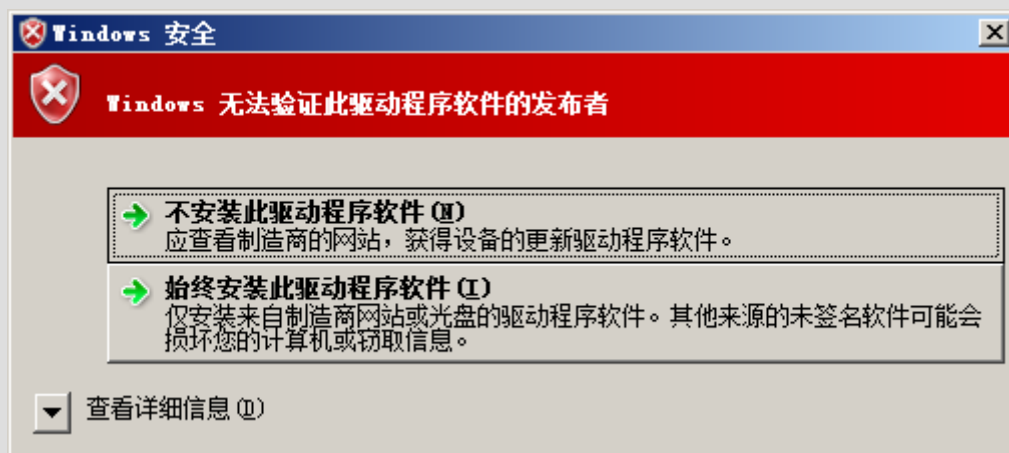 Windows 安全
Windows 无法验证此驱动程序软件的发布者
不安装此驱动程序软件(N)
应查看制造商的网站，获得设备的更新驱动程序软件。
始终安装此驱动程序软件(I)
仅安装来自制造商网站或光盘的驱动程序软件。其他来源的未签名软件可能会
损坏您的计算机或窃取信息。
查看详细信息(D)